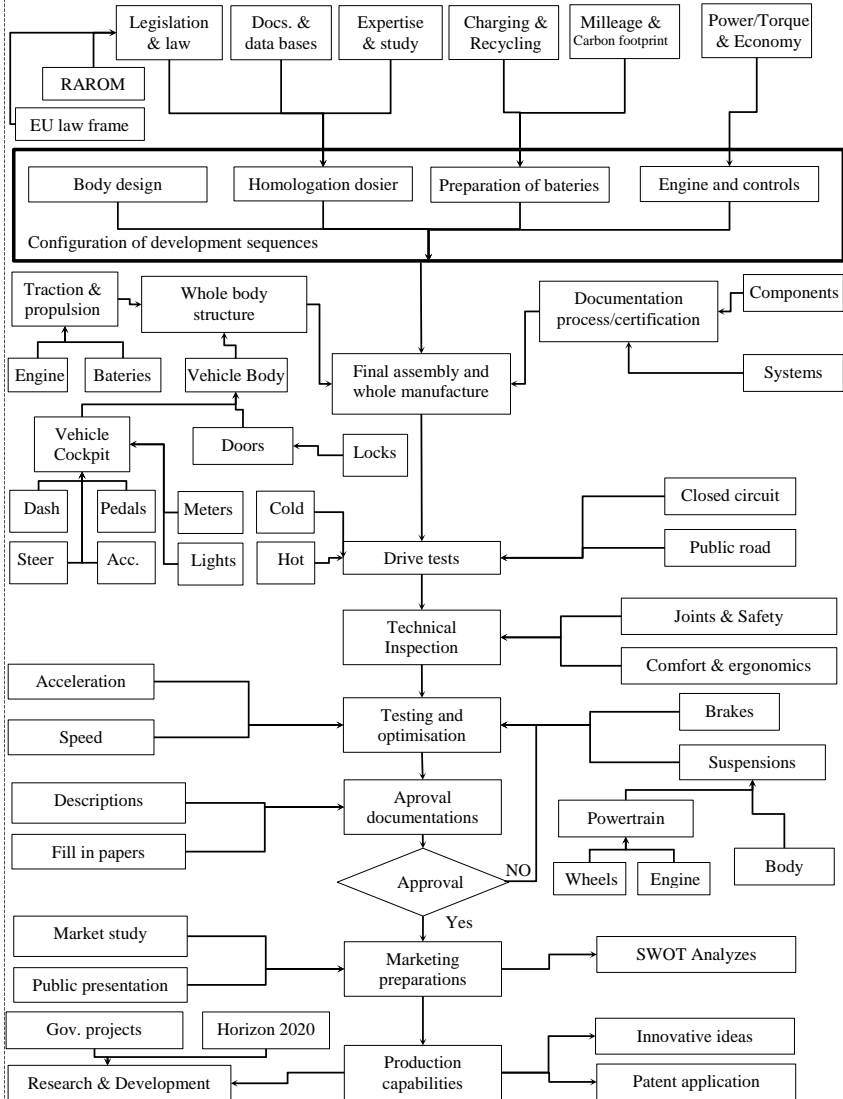 Legislation
& law
Docs. &
data bases
Expertise
& study
Charging &
Recycling
Milleage &
Carbon footprint
Power/Torque
& Economy
RAROM
EU law frame
Body design
Homologation dosier
Preparation of bateries
Engine and controls
Configuration of development sequences
Traction &
propulsion
Whole body
structure
Documentation
process/certification
Components
Engine
Bateries
Vehicle Body
Final assembly and
whole manufacture
Systems
Vehicle
Cockpit
Doors
Locks
Dash
Pedals
Meters
Cold
Closed circuit
Steer
Acc.
Lights
Hot
Drive tests
Public road
Technical
Inspection
Joints & Safety
Comfort & ergonomics
Acceleration
Speed
Testing and
optimisation
Brakes
Suspensions
Descriptions
Fill in papers
Aproval
documentations
Powertrain
Wheels
Engine
Body
Approval
NO
Yes
Market study
Public presentation
Marketing
preparations
SWOT Analyzes
Gov. projects
Horizon 2020
Research & Development
Production
capabilities
Innovative ideas
Patent application